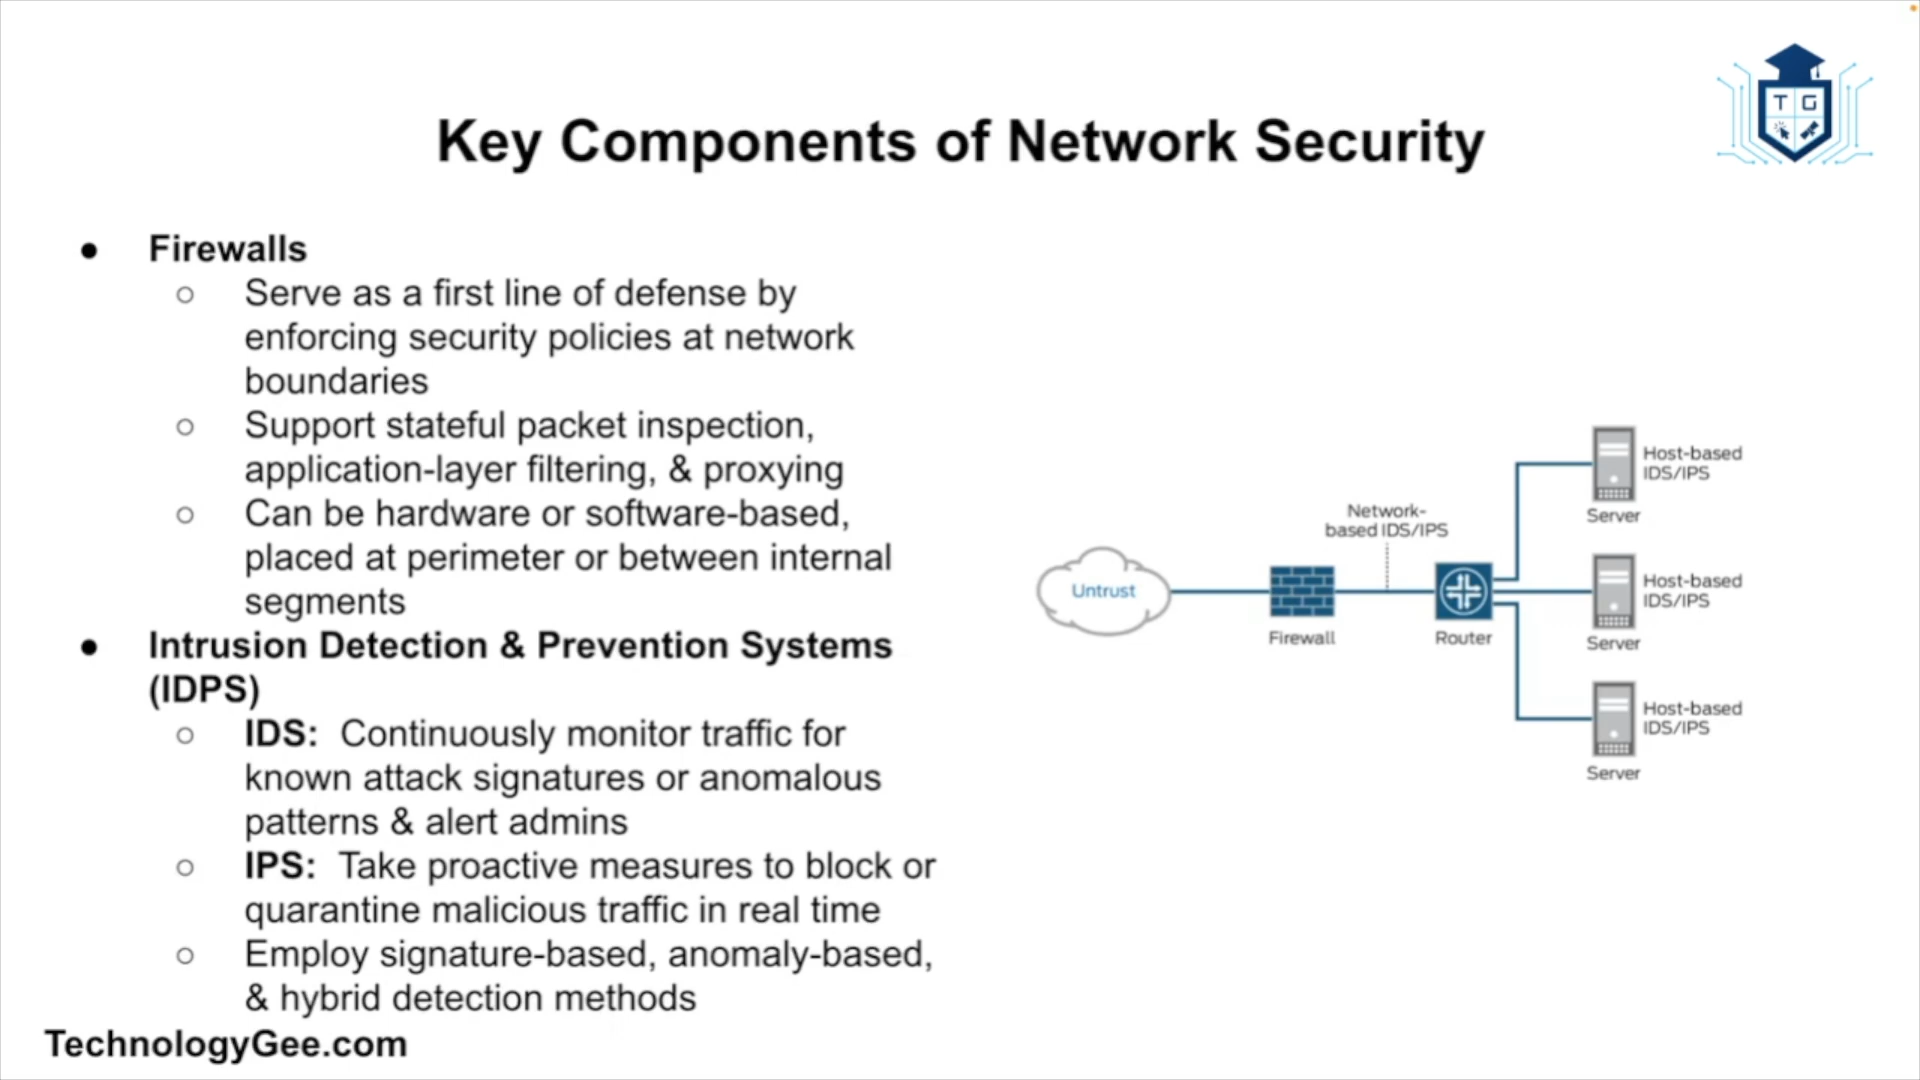 T G
Key Components of Network Security
● Firewalls
○ Serve as a first line of defense by
enforcing security policies at network
boundaries
○ Support stateful packet inspection,
application-layer filtering, & proxying
○ Can be hardware or software-based,
placed at perimeter or between internal
segments
● Intrusion Detection & Prevention Systems
(IDPS)
○ IDS: Continuously monitor traffic for
known attack signatures or anomalous
patterns & alert admins
○ IPS: Take proactive measures to block or
quarantine malicious traffic in real time
○ Employ signature-based, anomaly-based,
& hybrid detection methods
Untrust
Firewall
Network-
based IDS/IPS
Router
Host-based
IDS/IPS
Server
Host-based
IDS/IPS
Server
Host-based
IDS/IPS
Server
TechnologyGee.com